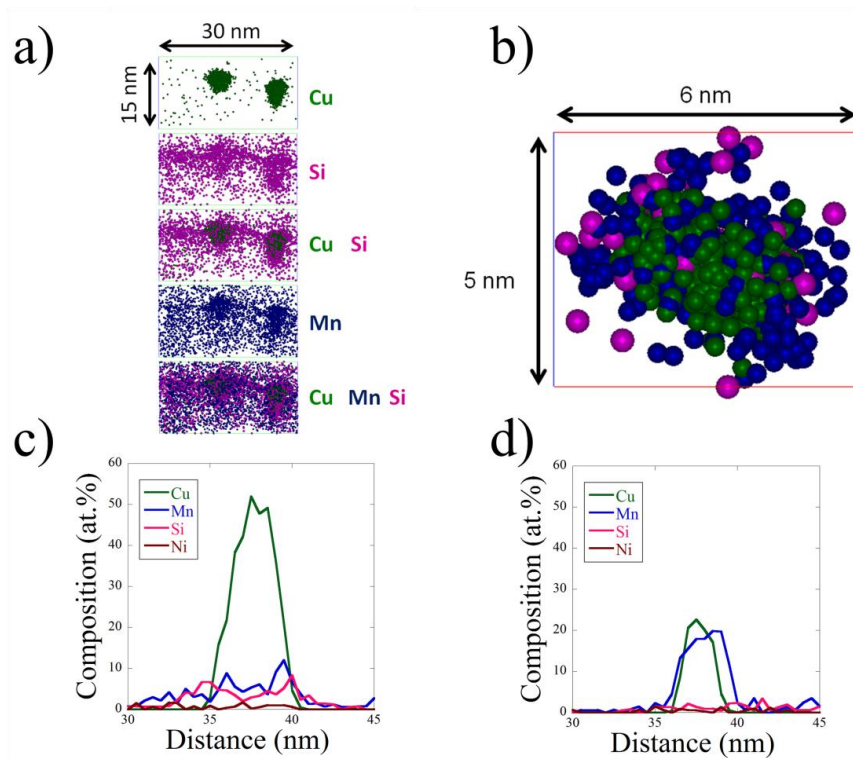 a)
30 nm
15 nm
Cu
Si
Cu Si
Mn
Cu Mn Si
b)
6 nm
5 nm
c)
Composition (at.%)
60
50
40
30
20
10
0
Cu
Mn
Si
Ni
30 35 40 45
Distance (nm)
d)
Composition (at.%)
60
50
40
30
20
10
0
Cu
Mn
Si
Ni
30 35 40 45
Distance (nm)